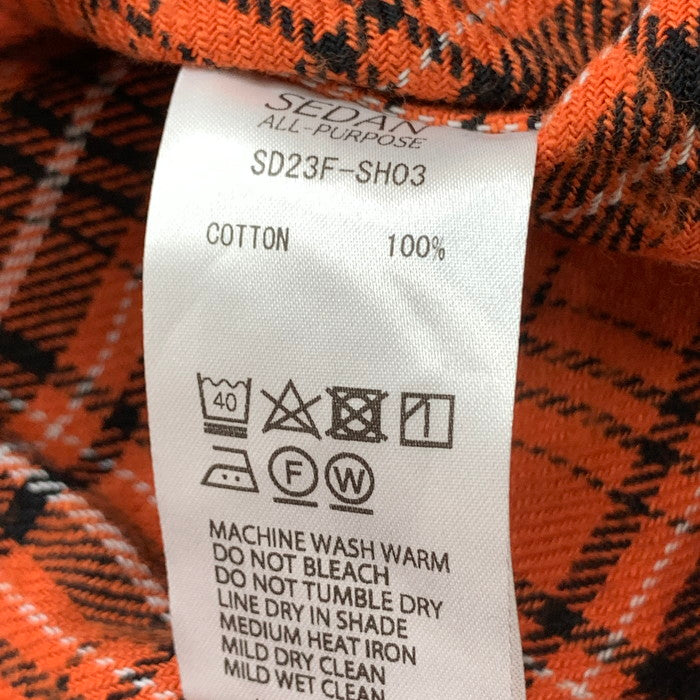 SEDAN
ALL-PURPOSE
SD23F-SH03
COTTON 100%
40
F W
MACHINE WASH WARM
DO NOT BLEACH
DO NOT TUMBLE DRY
LINE DRY IN SHADE
MEDIUM HEAT IRON
MILD DRY CLEAN
MILD WET CLEAN